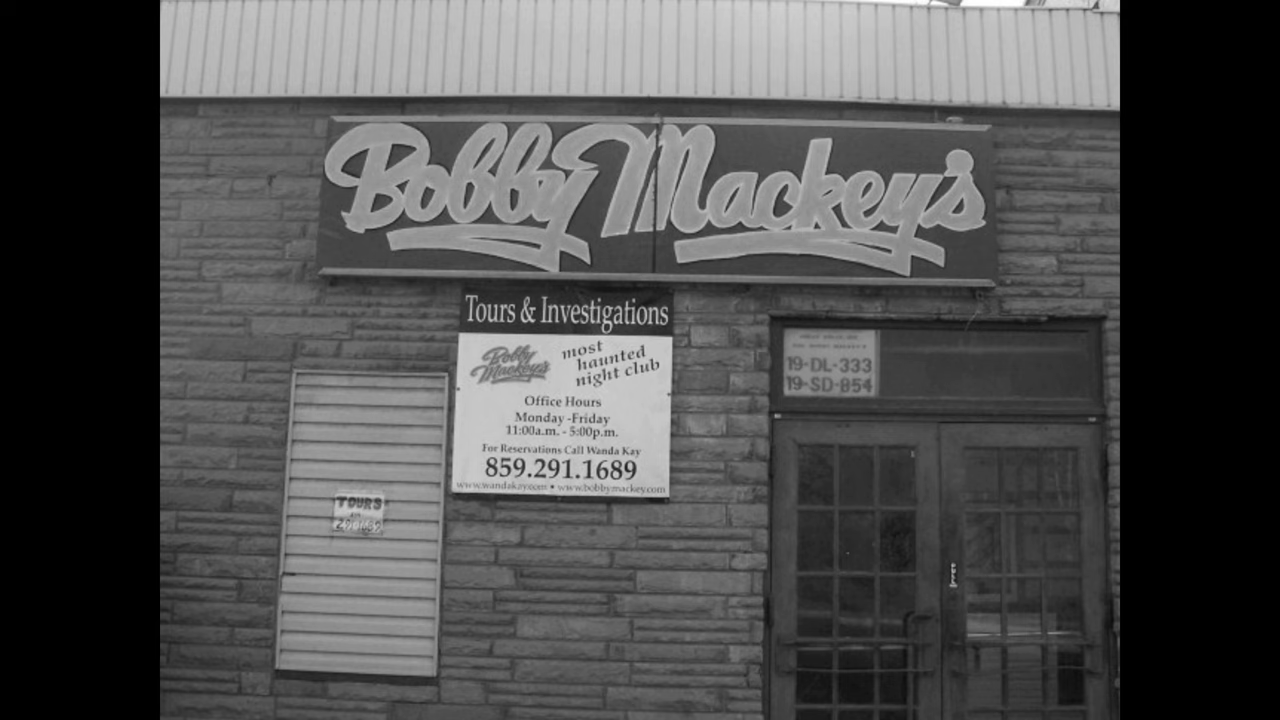 Bobby Mackey's
Tours & Investigations
Bobby
Mackey's
most
haunted
night club
Office Hours
Monday -Friday
11:00a.m. - 5:00p.m.
For Reservations Call Wanda Kay
859.291.1689
www.wandakay.com • www.bobbymackey.com
TOURS
19-DL-333
19-SD-854